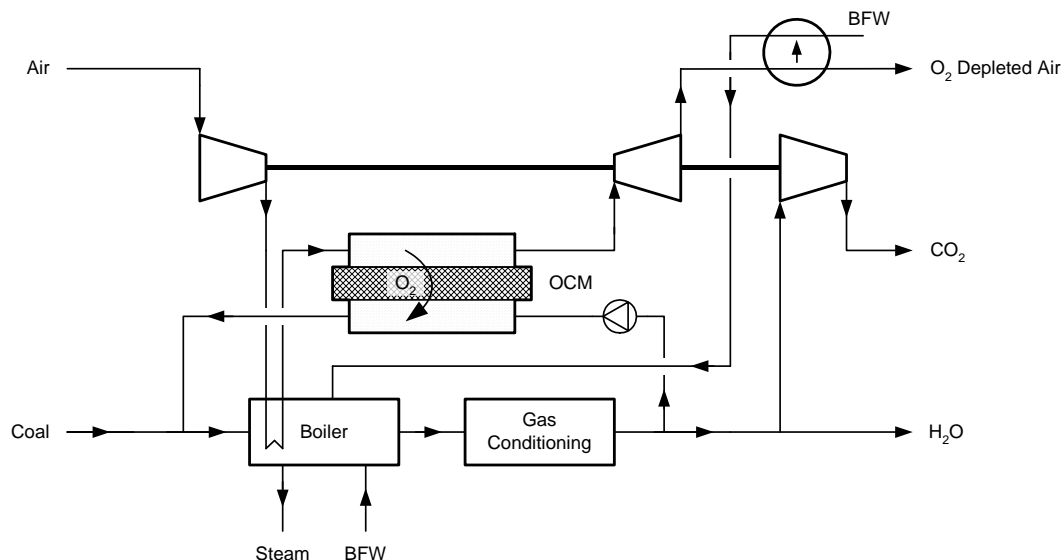 BFW
Air
O₂ Depleted Air
CO₂
O₂
OCM
Coal
Boiler
Gas
Conditioning
H₂O
Steam
BFW